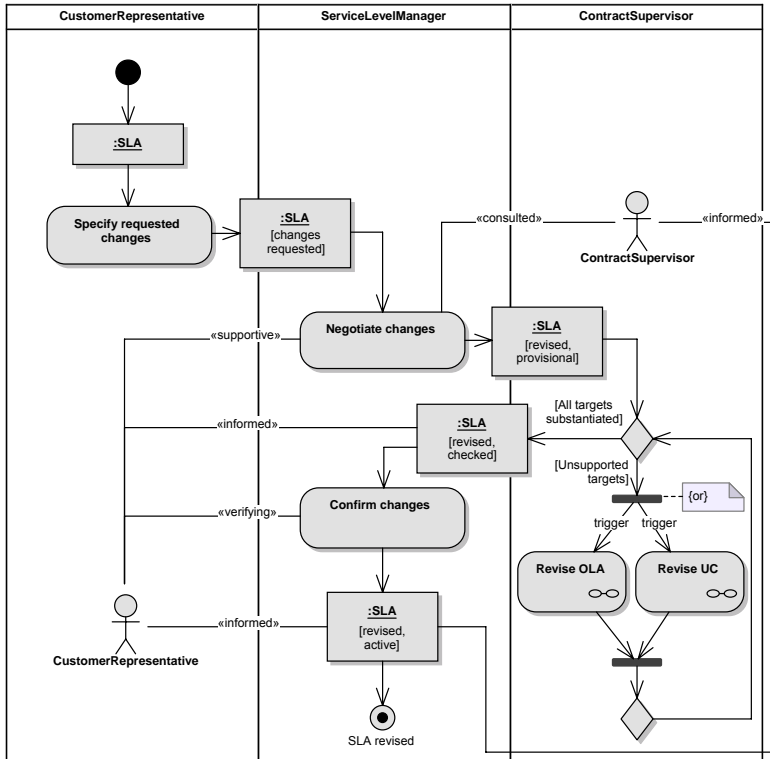 CustomerRepresentative
ServiceLevelManager
ContractSupervisor
:SLA
Specify requested
changes
:SLA
[changes
requested]
«consulted»
«informed»
ContractSupervisor
«supportive»
Negotiate changes
:SLA
[revised,
provisional]
[All targets
substantiated]
«informed»
:SLA
[revised,
checked]
[Unsupported
targets]
{or}
«verifying»
Confirm changes
trigger
trigger
Revise OLA
Revise UC
:SLA
[revised,
active]
«informed»
CustomerRepresentative
SLA revised